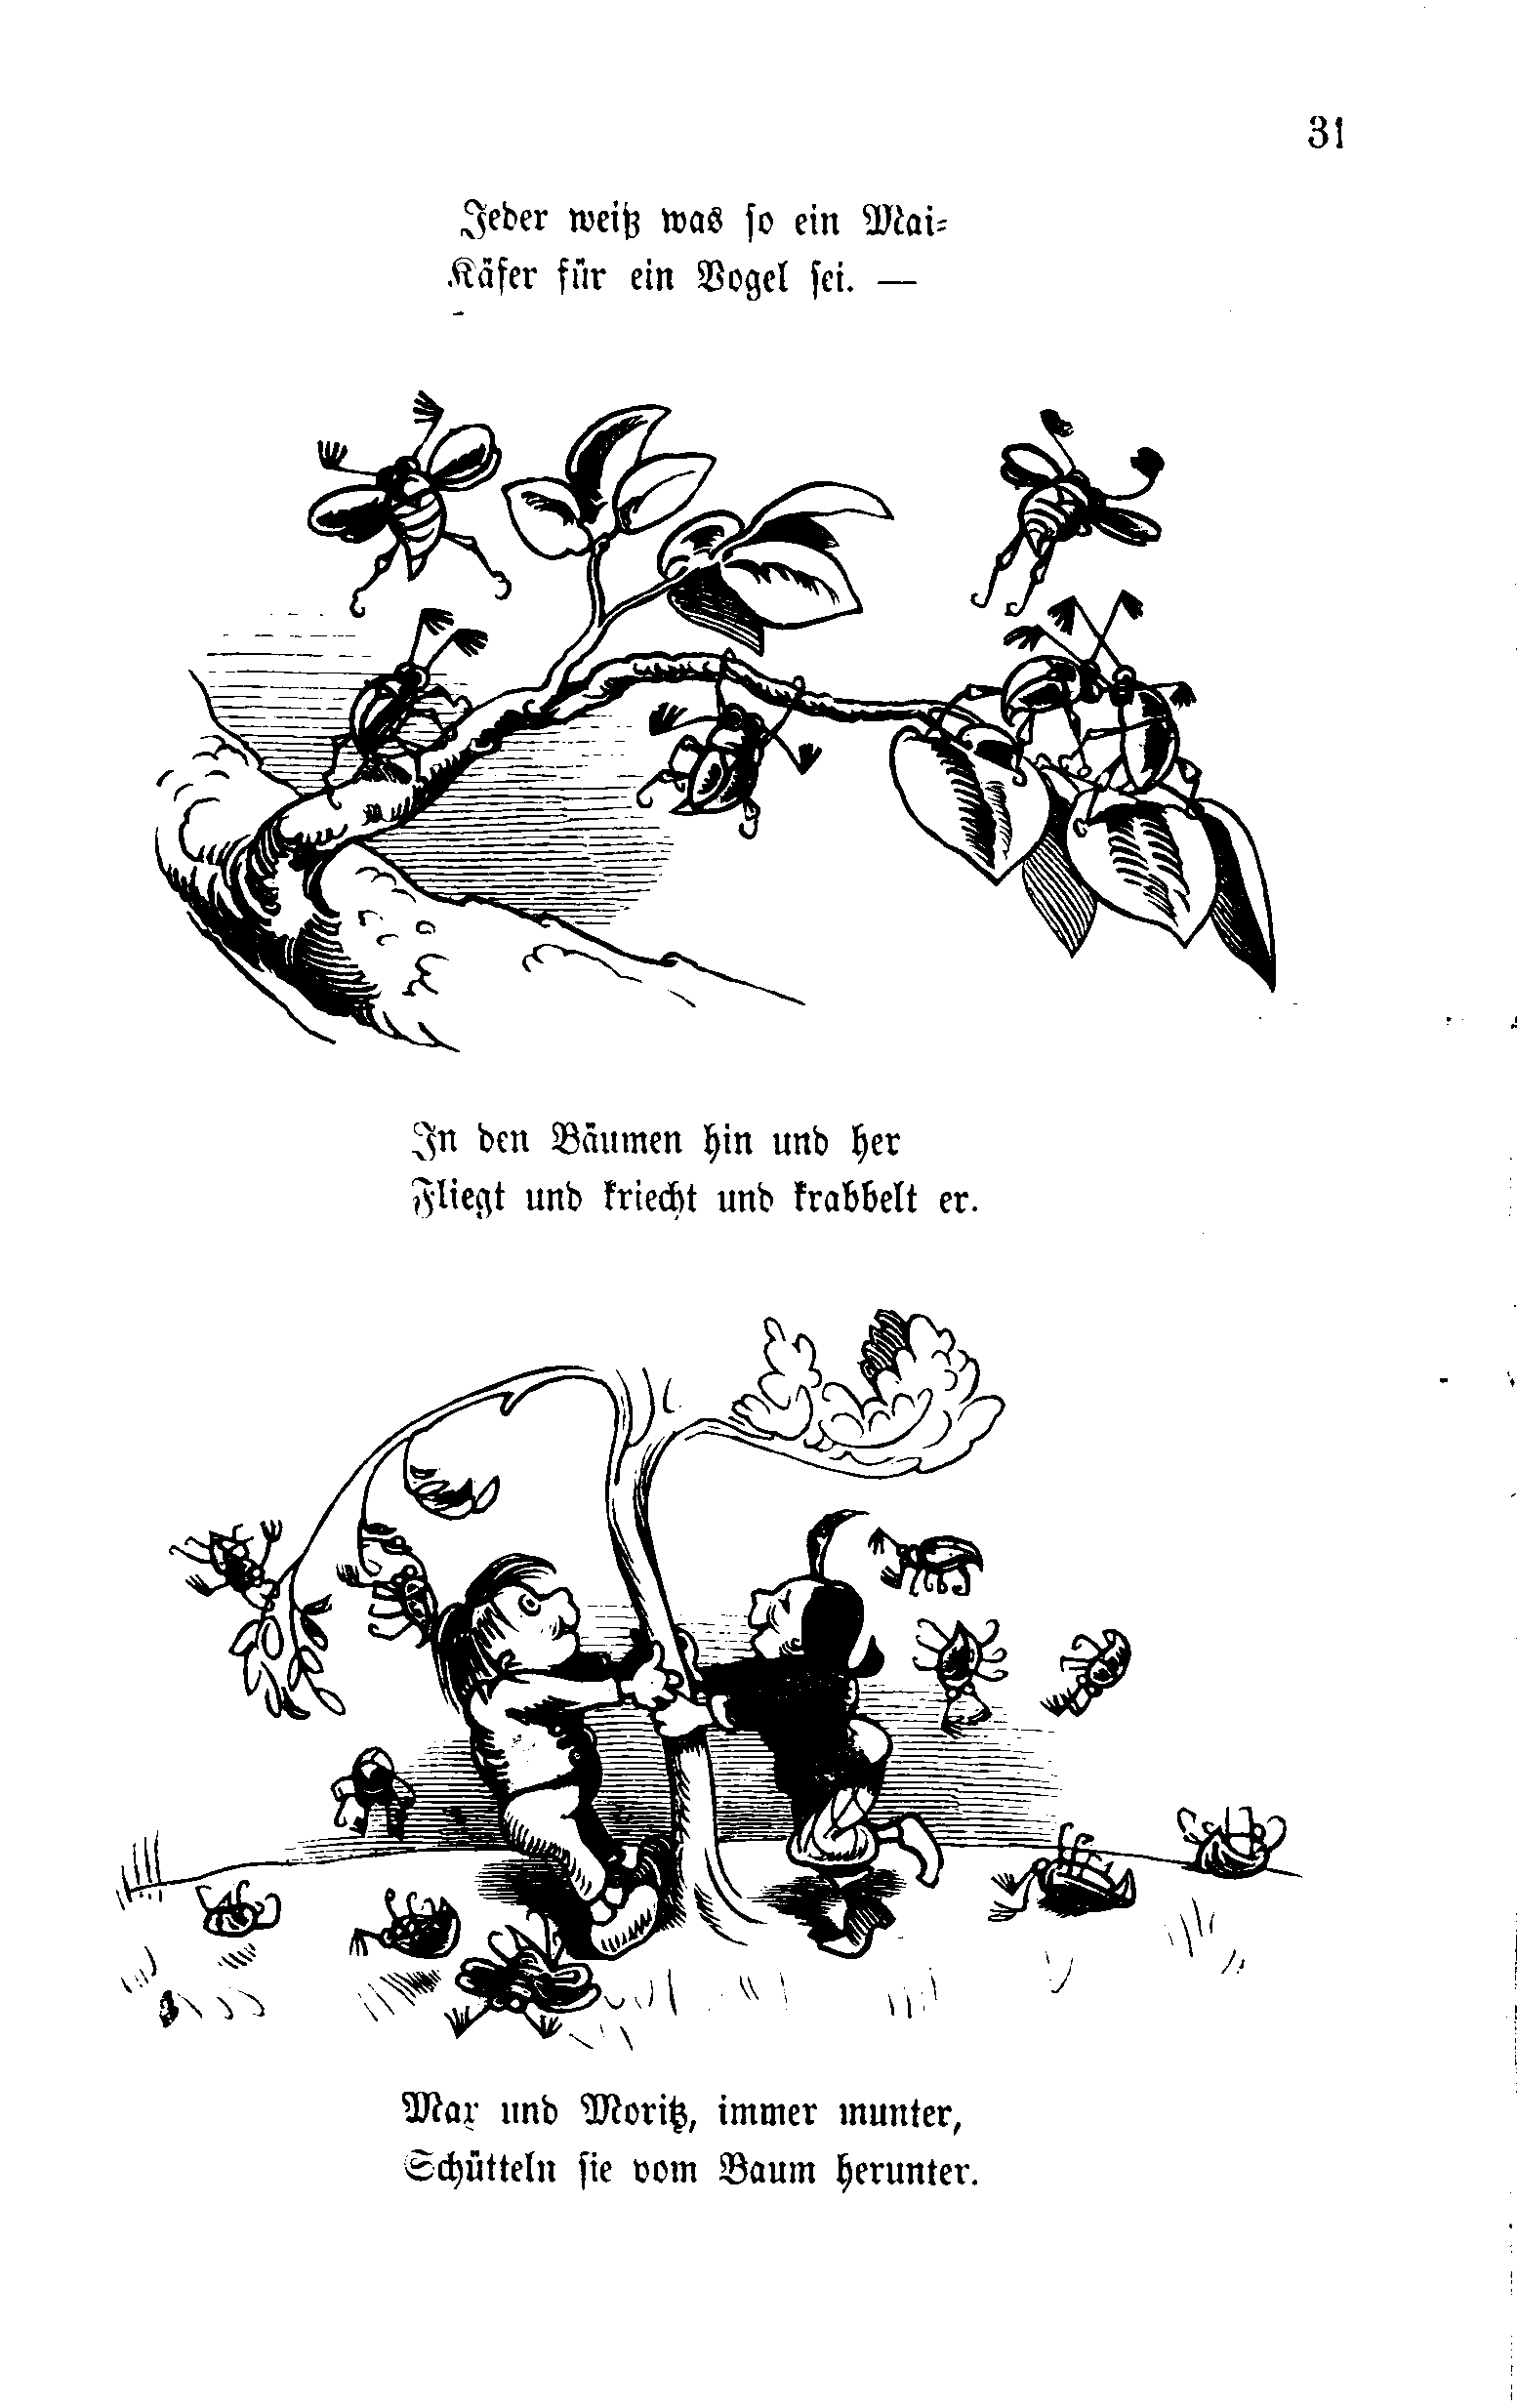 31
Jeder weiß was so ein Mai-
Käfer für ein Vogel sei. —
In den Bäumen hin und her
Fliegt und kriecht und krabbelt er.
Max und Moritz, immer munter,
Schütteln sie vom Baum herunter.